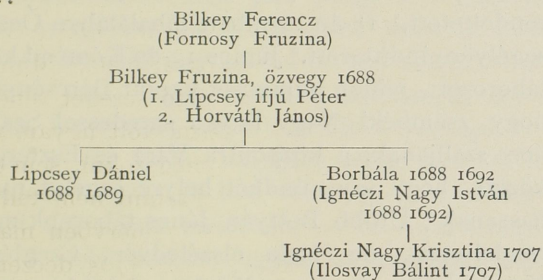 Bilkey Ferencz
(Fornosy Fruzina)
Bilkey Fruzina, özvegy 1688
(1. Lipcsey ifjú Péter
2. Horváth János)
Lipcsey Dániel
1688 1689
Borbála 1688 1692
(Ignéczi Nagy István
1688 1692)
Ignéczi Nagy Krisztina 1707
(Ilosvay Bálint 1707)